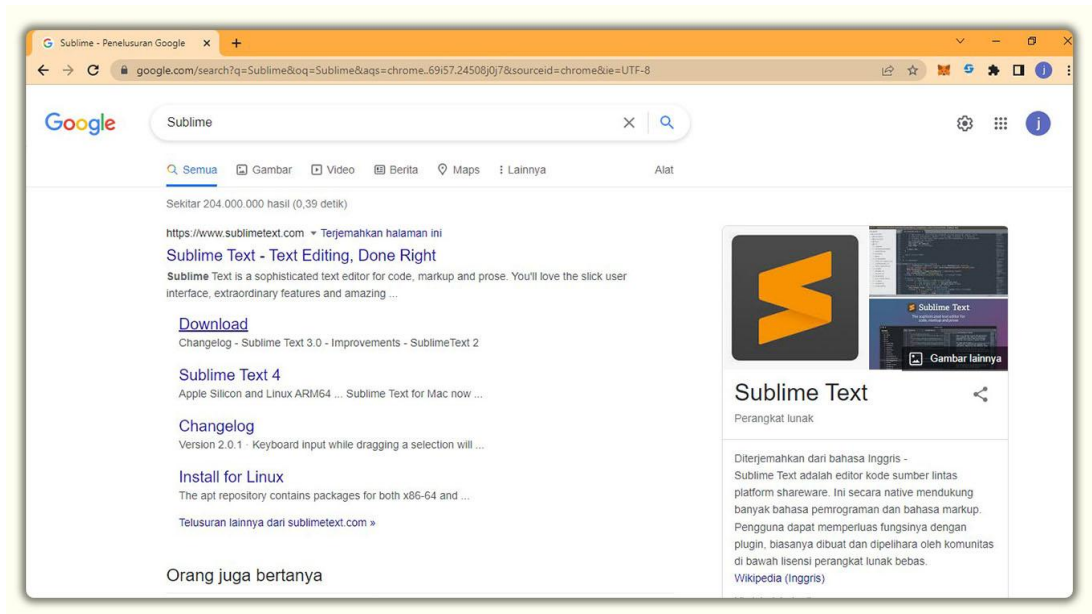 Sublime - Penelusuran Google
google.com/search?q=Sublime&oq=Sublime&aqs=chrome..69i57.24508j0j7&sourceid=chrome&ie=UTF-8
j
Google
Sublime
j
Semua Gambar Video Berita Maps Lainnya Alat
Sekitar 204.000.000 hasil (0,39 detik)
https://www.sublimetext.com Terjemahkan halaman ini
Sublime Text - Text Editing, Done Right
Sublime Text is a sophisticated text editor for code, markup and prose. You'll love the slick user
interface, extraordinary features and amazing ...
Download
Changelog - Sublime Text 3.0 - Improvements - SublimeText 2
Sublime Text 4
Apple Silicon and Linux ARM64 ... Sublime Text for Mac now ...
Changelog
Version 2.0.1 · Keyboard input while dragging a selection will ...
Install for Linux
The apt repository contains packages for both x86-64 and ...
Telusuran lainnya dari sublimetext.com »
Orang juga bertanya
Sublime Text
Gambar lainnya
Sublime Text
Perangkat lunak
Diterjemahkan dari bahasa Inggris -
Sublime Text adalah editor kode sumber lintas
platform shareware. Ini secara native mendukung
banyak bahasa pemrograman dan bahasa markup.
Pengguna dapat memperluas fungsinya dengan
plugin, biasanya dibuat dan dipelihara oleh komunitas
di bawah lisensi perangkat lunak bebas.
Wikipedia (Inggris)